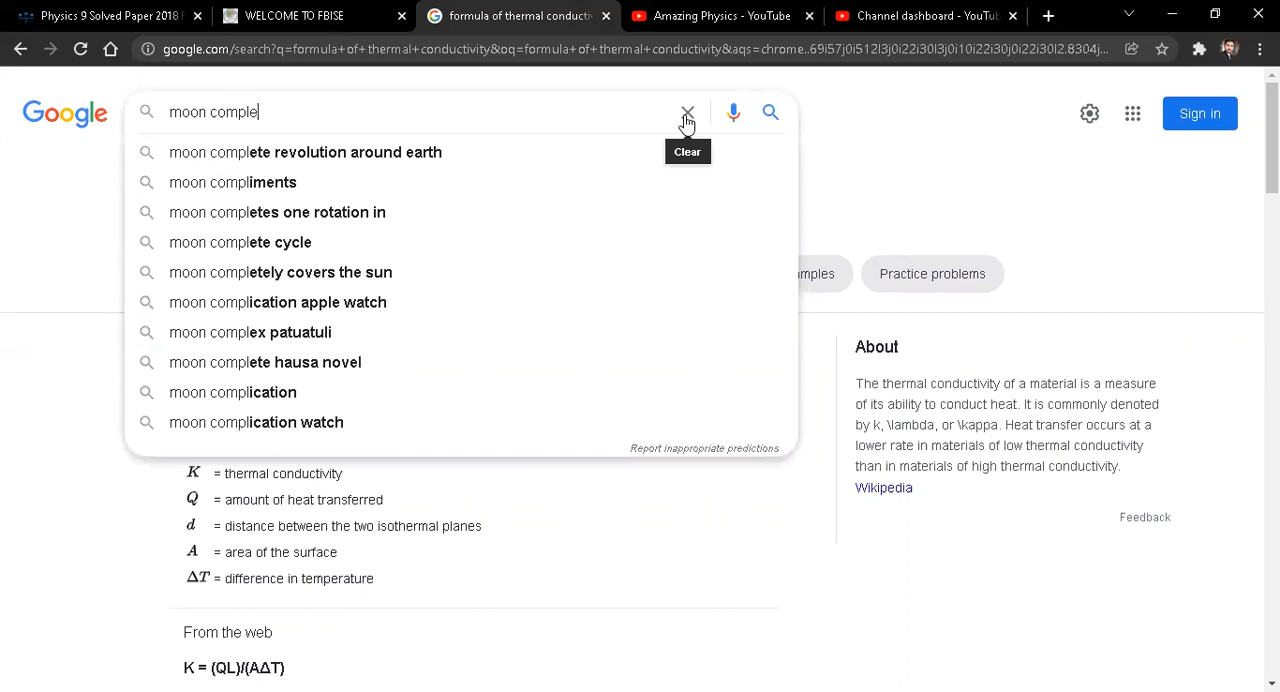 Physics 9 Solved Paper 2018 F
WELCOME TO FBISE
formula of thermal conductiv
Amazing Physics - YouTube
Channel dashboard - YouTub
google.com/search?q=formula+of+thermal+conductivity&oq=formula+of+thermal+conductivity&aqs=chrome..69i57j0i512l3j0i22i30l3j0i10i22i30j0i22i30l2.8304j...
Google
moon comple
Sign in
Clear
moon complete revolution around earth
moon compliments
moon completes one rotation in
moon complete cycle
moon completely covers the sun
moon complication apple watch
moon complex patuatuli
moon complete hausa novel
moon complication
moon complication watch
Report inappropriate predictions
mples
Practice problems
K = thermal conductivity
Q = amount of heat transferred
d = distance between the two isothermal planes
A = area of the surface
ΔT = difference in temperature
From the web
K = (QL)/(AΔT)
About
The thermal conductivity of a material is a measure
of its ability to conduct heat. It is commonly denoted
by k, \lambda, or \kappa. Heat transfer occurs at a
lower rate in materials of low thermal conductivity
than in materials of high thermal conductivity.
Wikipedia
Feedback